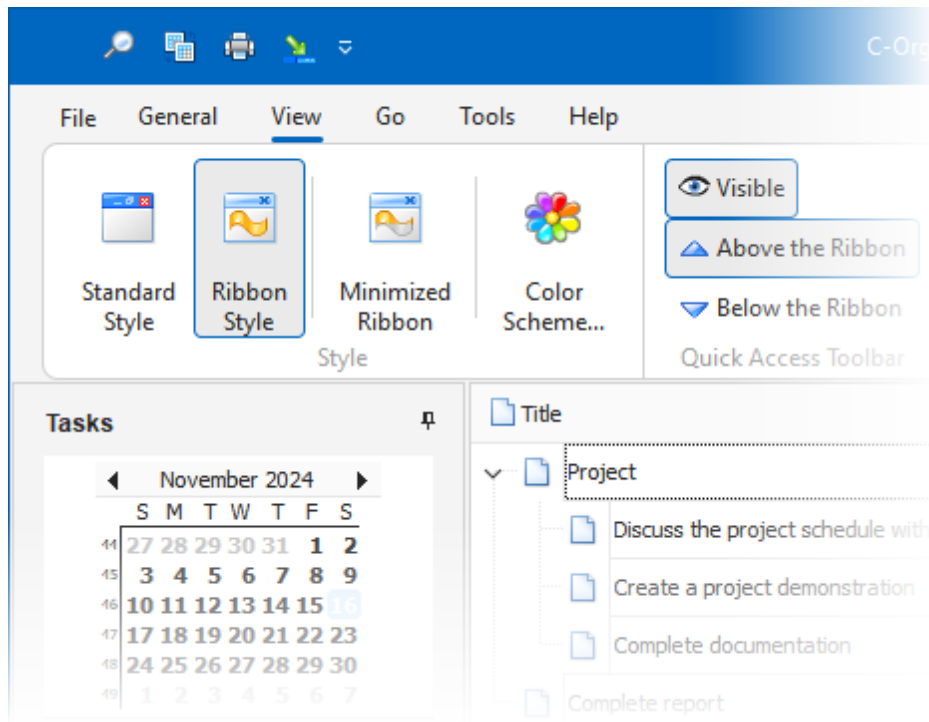 C-Org
File General View Go Tools Help
Standard Style
Ribbon Style
Minimized Ribbon
Color Scheme...
Style
Visible
Above the Ribbon
Below the Ribbon
Quick Access Toolbar
Tasks
November 2024
S M T W T F S
44 27 28 29 30 31 1 2
45 3 4 5 6 7 8 9
46 10 11 12 13 14 15 16
47 17 18 19 20 21 22 23
48 24 25 26 27 28 29 30
49 1 2 3 4 5 6 7
Title
Project
Discuss the project schedule with
Create a project demonstration
Complete documentation
Complete report